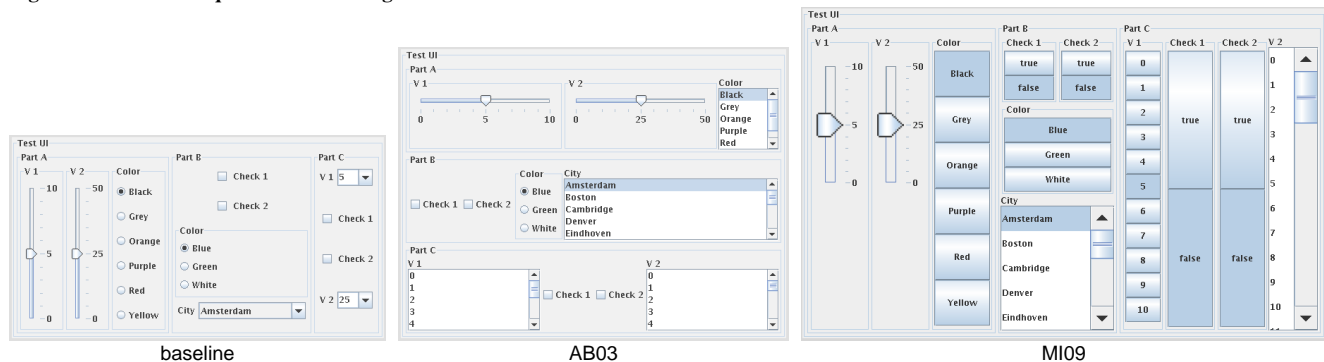 Test UI
Part A
V 1
V 2
Color
10
5
0
50
25
0
Black
Grey
Orange
Purple
Red
Yellow
Part B
Check 1
Check 2
Color
Blue
Green
White
City Amsterdam
Part C
V 1 5
Check 1
Check 2
V 2 25
baseline
Test UI
Part A
V 1
0 5 10
V 2
0 25 50
Color
Black
Grey
Orange
Purple
Red
Part B
Check 1 Check 2
Color
Blue
Green
White
City
Amsterdam
Boston
Cambridge
Denver
Eindhoven
Part C
V 1
0
1
2
3
4
Check 1 Check 2
V 2
0
1
2
3
4
AB03
Test UI
Part A
V 1
10
5
0
V 2
50
25
0
Color
Black
Grey
Orange
Purple
Red
Yellow
Part B
Check 1
true
false
Check 2
true
false
Color
Blue
Green
White
City
Amsterdam
Boston
Cambridge
Denver
Eindhoven
Part C
V 1
0
1
2
3
4
5
6
7
8
9
10
Check 1
true
false
Check 2
true
false
V 2
0
1
2
3
4
5
6
7
8
9
10
MI09